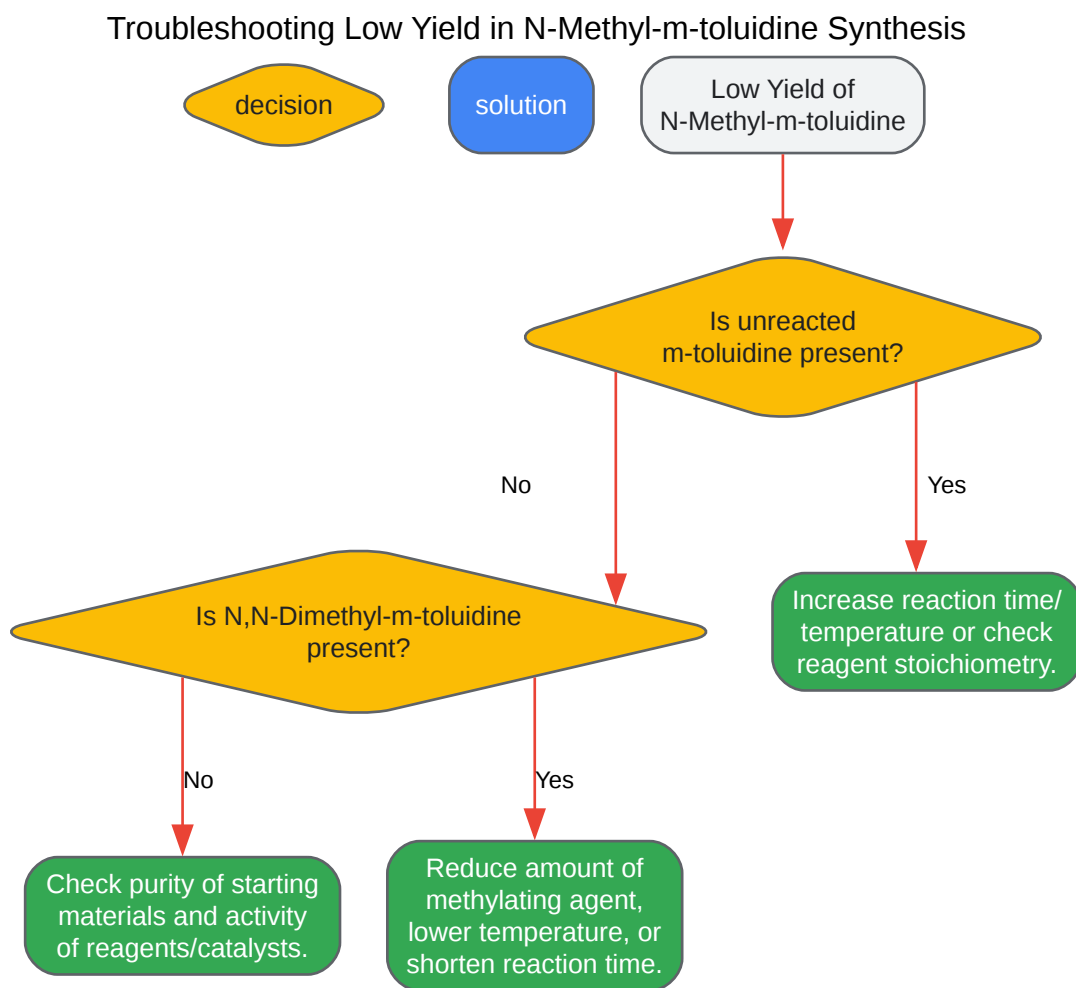 Troubleshooting Low Yield in N-Methyl-m-toluidine Synthesis
decision
solution
Low Yield of
N-Methyl-m-toluidine
Is unreacted
m-toluidine present?
No
Yes
Is N,N-Dimethyl-m-toluidine
present?
Increase reaction time/
temperature or check
reagent stoichiometry.
No
Yes
Check purity of starting
materials and activity
of reagents/catalysts.
Reduce amount of
methylating agent,
lower temperature, or
shorten reaction time.